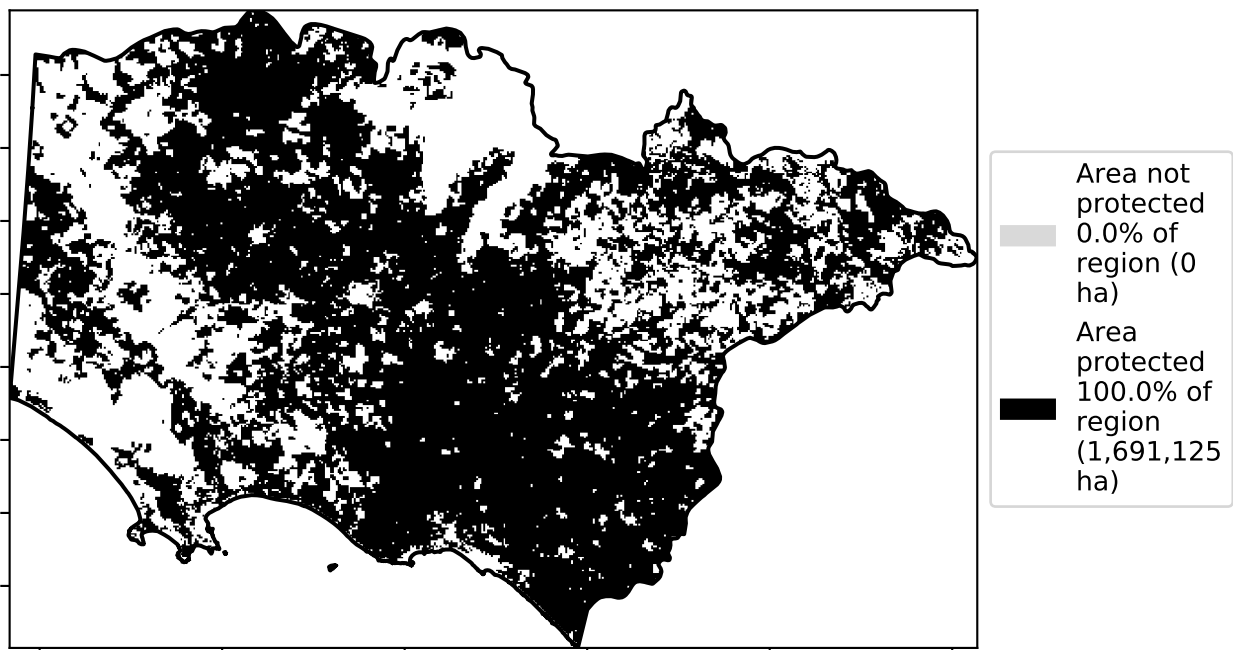 Area not
protected
0.0% of
region (0
ha)
Area
protected
100.0% of
region
(1,691,125
ha)